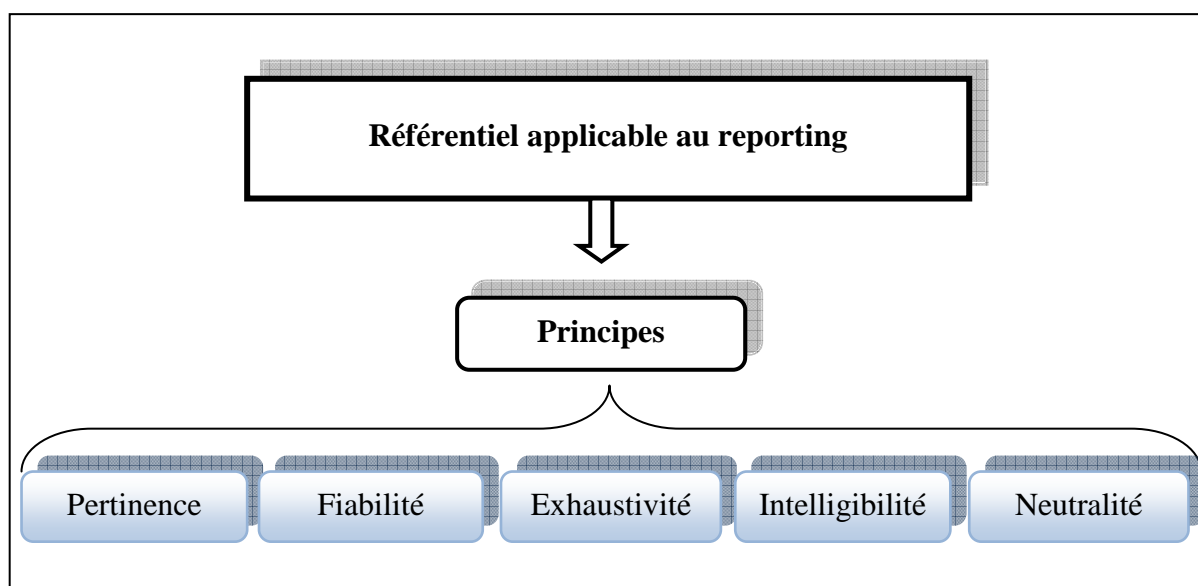 Référentiel applicable au reporting
Principes
Pertinence
Fiabilité
Exhaustivité
Intelligibilité
Neutralité